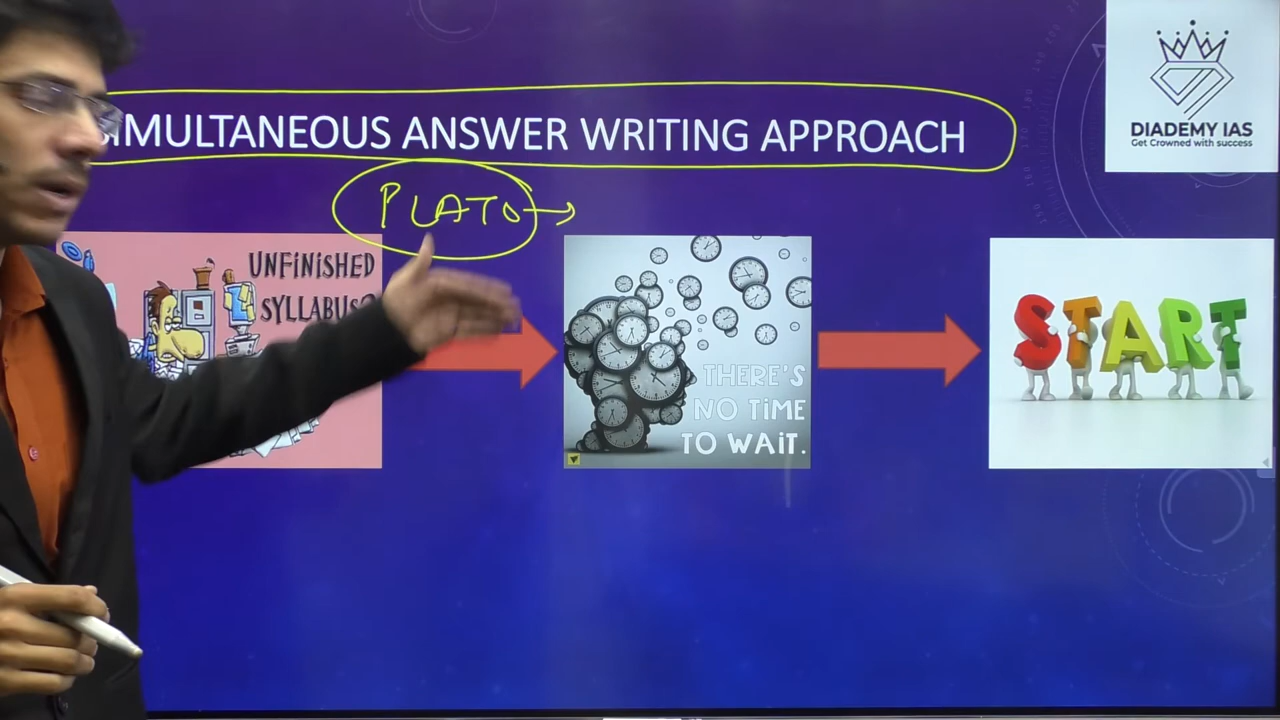 SIMULTANEOUS ANSWER WRITING APPROACH
DIADEMY IAS
Get Crowned with success
PLATO
UNFINISHED
SYLLABUS?
THERE'S
NO TIME
TO WAIT.
START